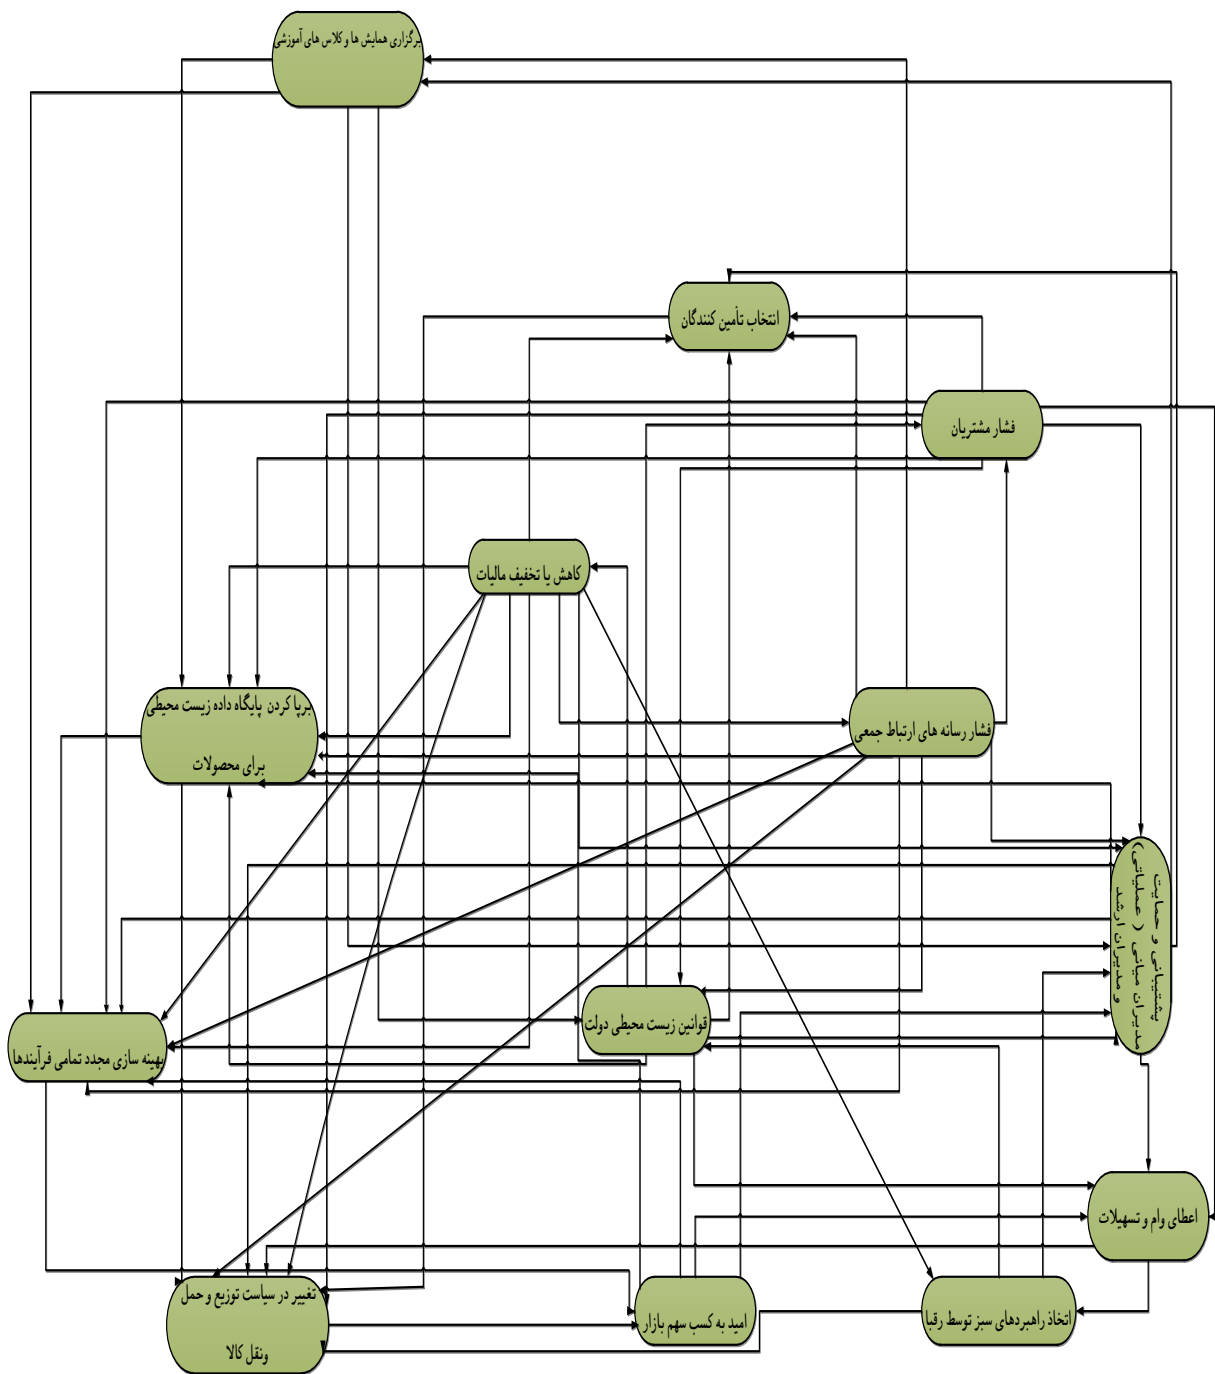 برگزاری همایش ها و کلاس های آموزشی
انتخاب تأمین کنندگان
فشار مشتریان
کاهش یا تخفیف مالیات
برپا کردن پایگاه داده زیست محیطی
برای محصولات
فشار رسانه های ارتباط جمعی
پشتیبانی و حمایت
مدیران میانی ( عملیاتی)
و مدیران ارشد
قوانین زیست محیطی دولت
بهینه سازی مجدد تمامی فرآیندها
اعطای وام و تسهیلات
تغییر در سیاست توزیع و حمل
ونقل کالا
امید به کسب سهم بازار
اتخاذ راهبردهای سبز توسط رقبا